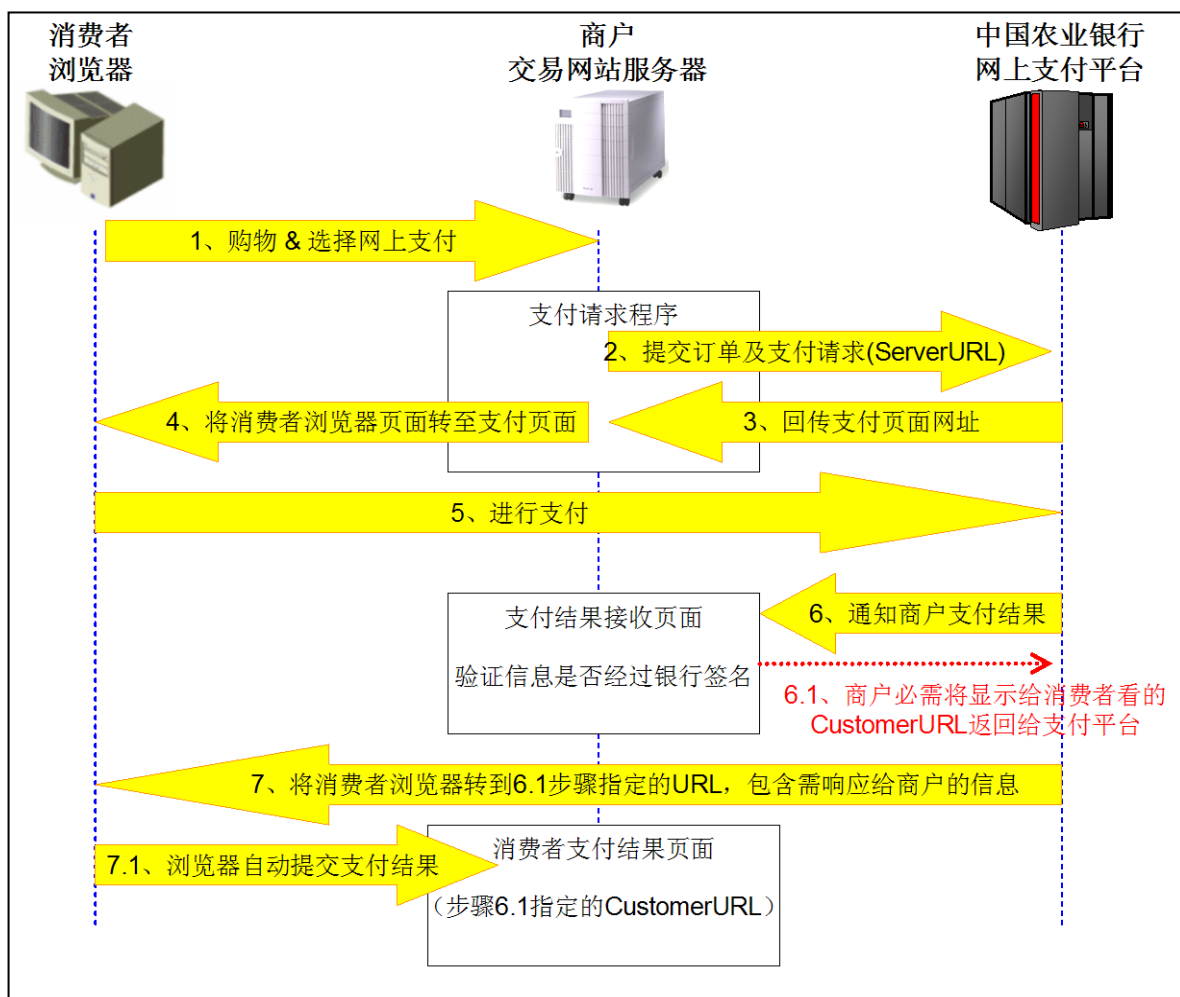 消费者
浏览器
商户
交易网站服务器
中国农业银行
网上支付平台
1、购物 & 选择网上支付
支付请求程序
2、提交订单及支付请求(ServerURL)
4、将消费者浏览器页面转至支付页面
3、回传支付页面网址
5、进行支付
支付结果接收页面
6、通知商户支付结果
验证信息是否经过银行签名
6.1、商户必需将显示给消费者看的
CustomerURL返回给支付平台
7、将消费者浏览器转到6.1步骤指定的URL，包含需响应给商户的信息
消费者支付结果页面
7.1、浏览器自动提交支付结果
（步骤6.1指定的CustomerURL）